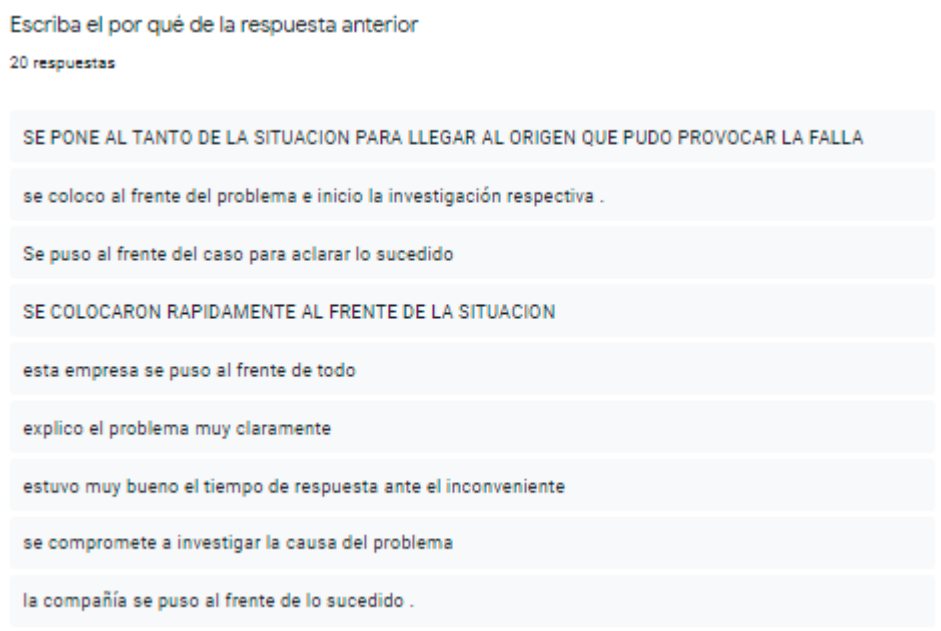 Escriba el por qué de la respuesta anterior
20 respuestas
SE PONE AL TANTO DE LA SITUACION PARA LLEGAR AL ORIGEN QUE PUDO PROVOCAR LA FALLA
se coloco al frente del problema e inicio la investigación respectiva .
Se puso al frente del caso para aclarar lo sucedido
SE COLOCARON RAPIDAMENTE AL FRENTE DE LA SITUACION
esta empresa se puso al frente de todo
explico el problema muy claramente
estuvo muy bueno el tiempo de respuesta ante el inconveniente
se compromete a investigar la causa del problema
la compañía se puso al frente de lo sucedido .